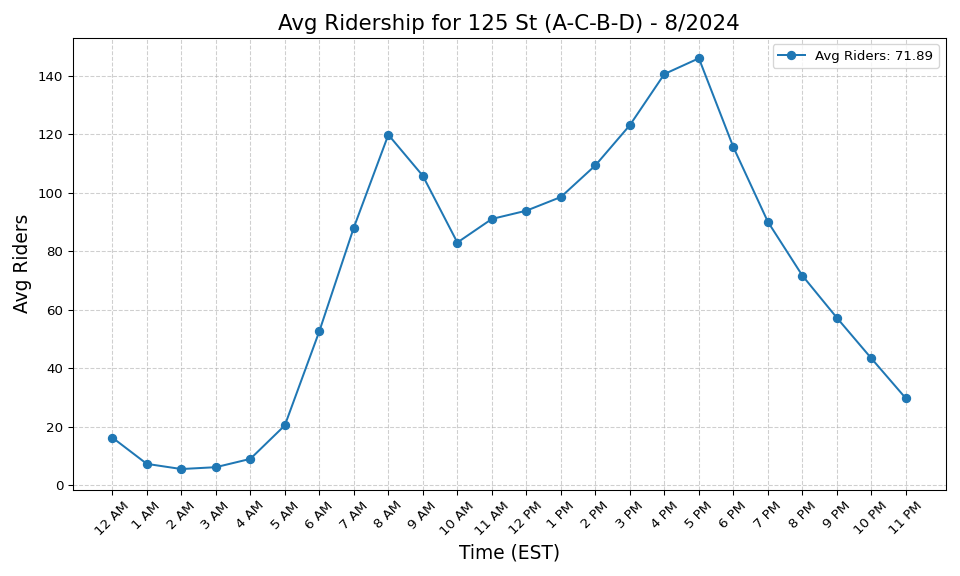 Avg Ridership for 125 St (A-C-B-D) - 8/2024
Avg Riders: 71.89
Avg Riders
140
120
100
80
60
40
20
0
12 AM
1 AM
2 AM
3 AM
4 AM
5 AM
6 AM
7 AM
8 AM
9 AM
10 AM
11 AM
12 PM
1 PM
2 PM
3 PM
4 PM
5 PM
6 PM
7 PM
8 PM
9 PM
10 PM
11 PM
Time (EST)